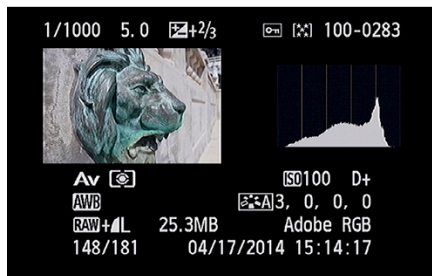 1/1000 5.0 +2/3 100-0283
Av ISO100 D+
AWB A3, 0, 0, 0
RAW+L 25.3MB Adobe RGB
148/181 04/17/2014 15:14:17